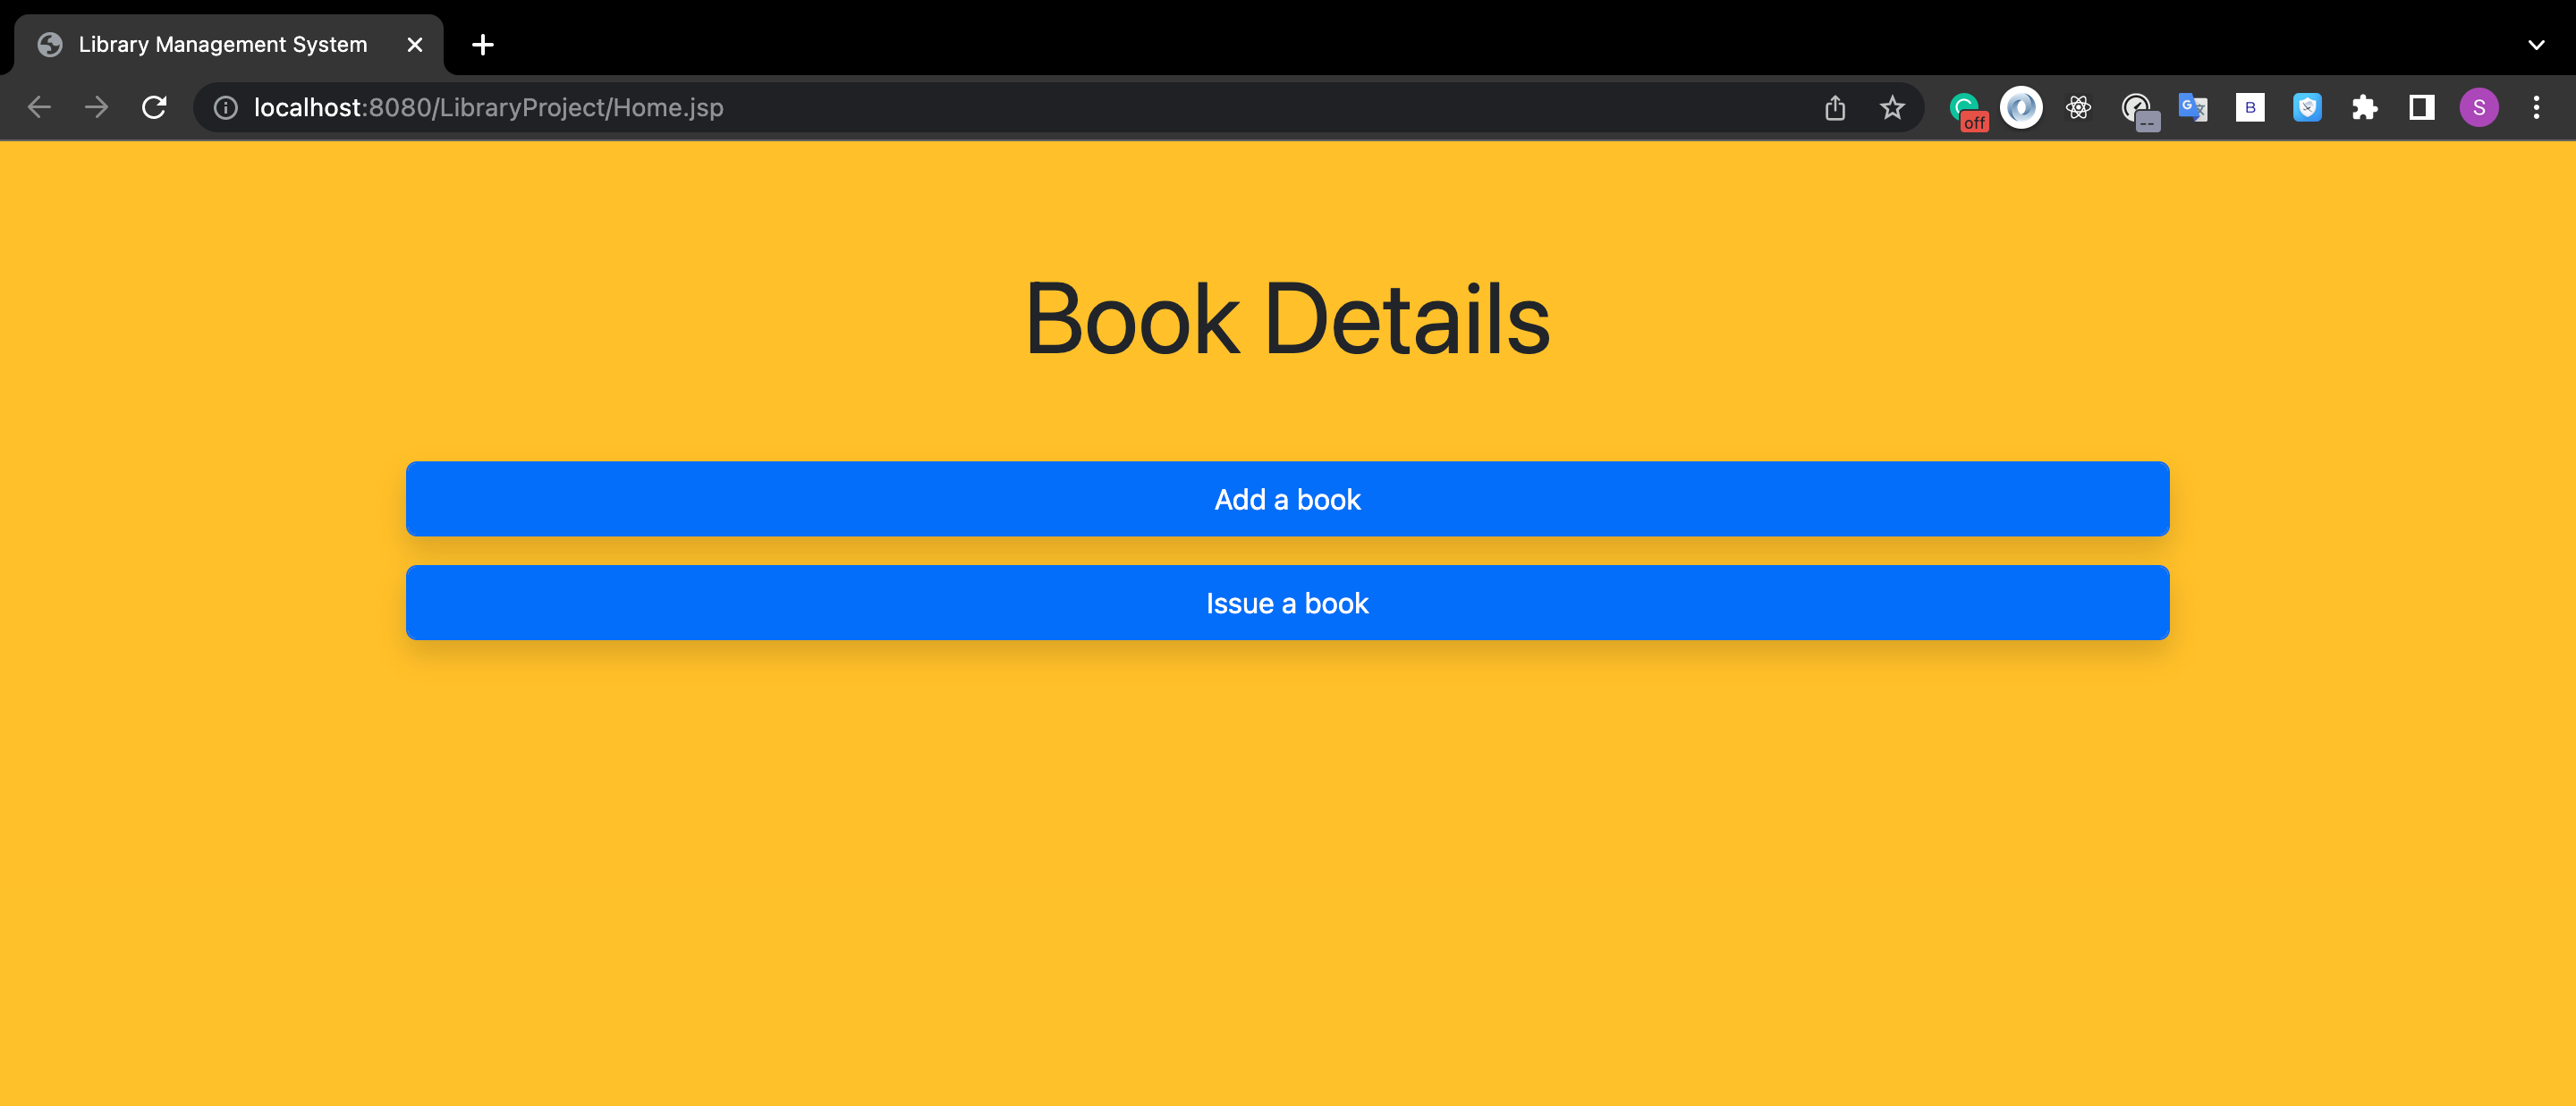 Library Management System
localhost:8080/LibraryProject/Home.jsp
off
--
G
B
S
Book Details
Add a book
Issue a book